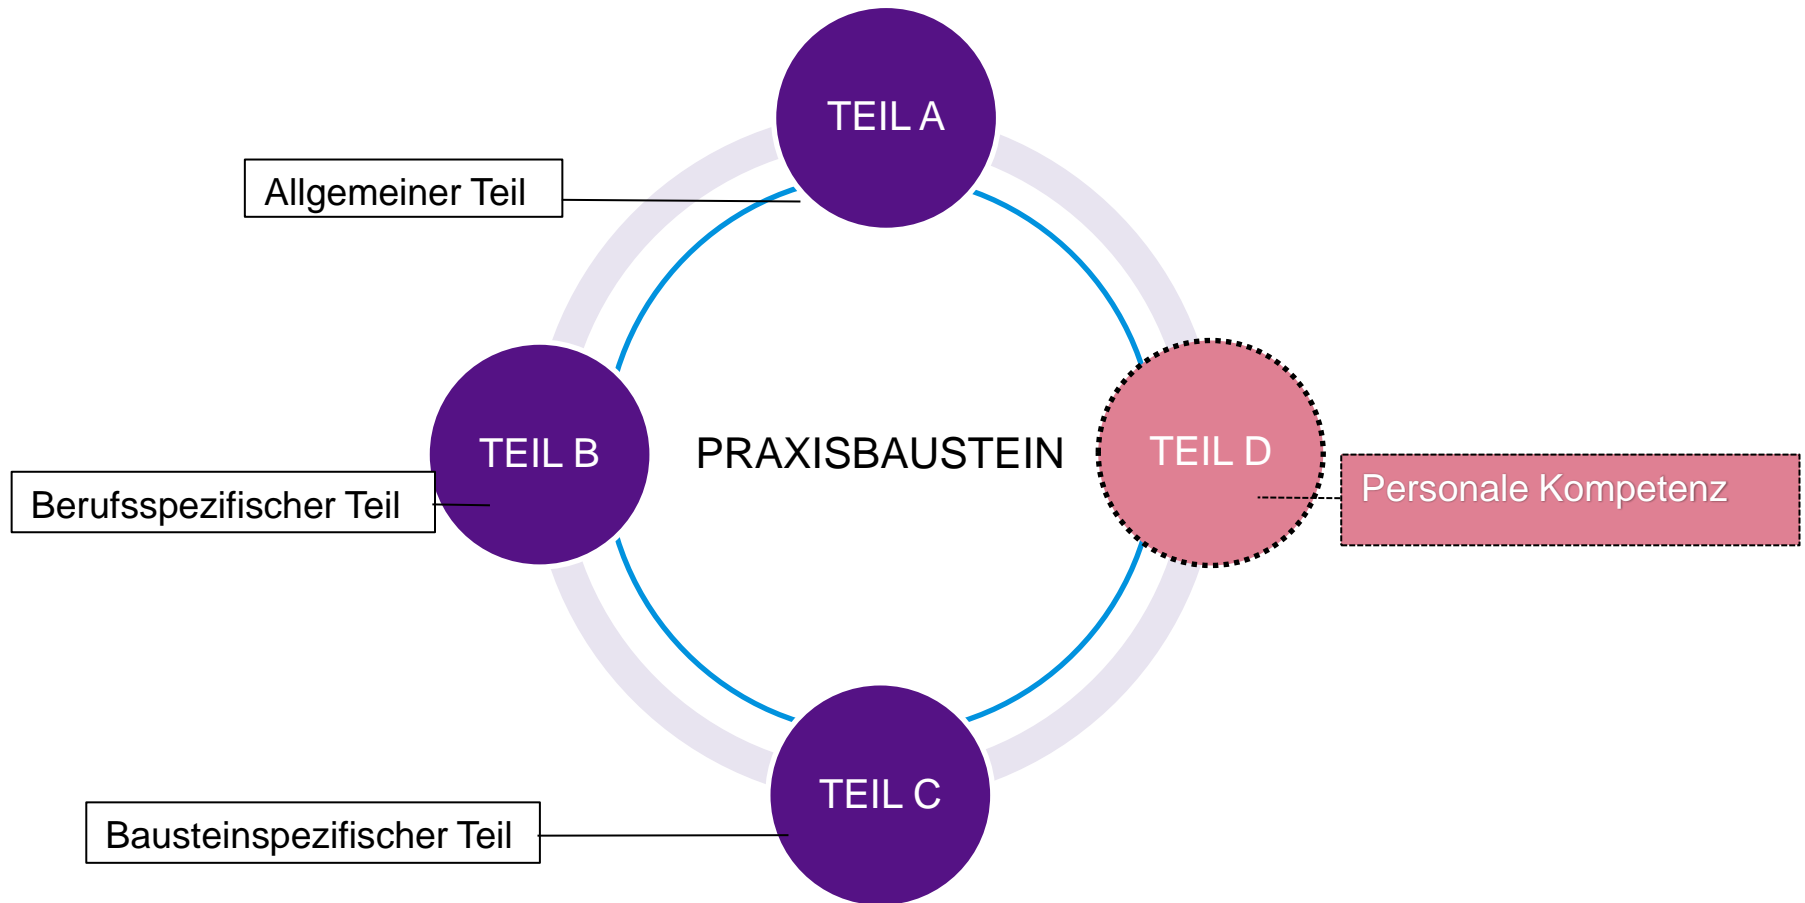 TEIL A
Allgemeiner Teil
TEIL B
PRAXISBAUSTEIN
TEIL D
Berufsspezifischer Teil
Personale Kompetenz
TEIL C
Bausteinspezifischer Teil